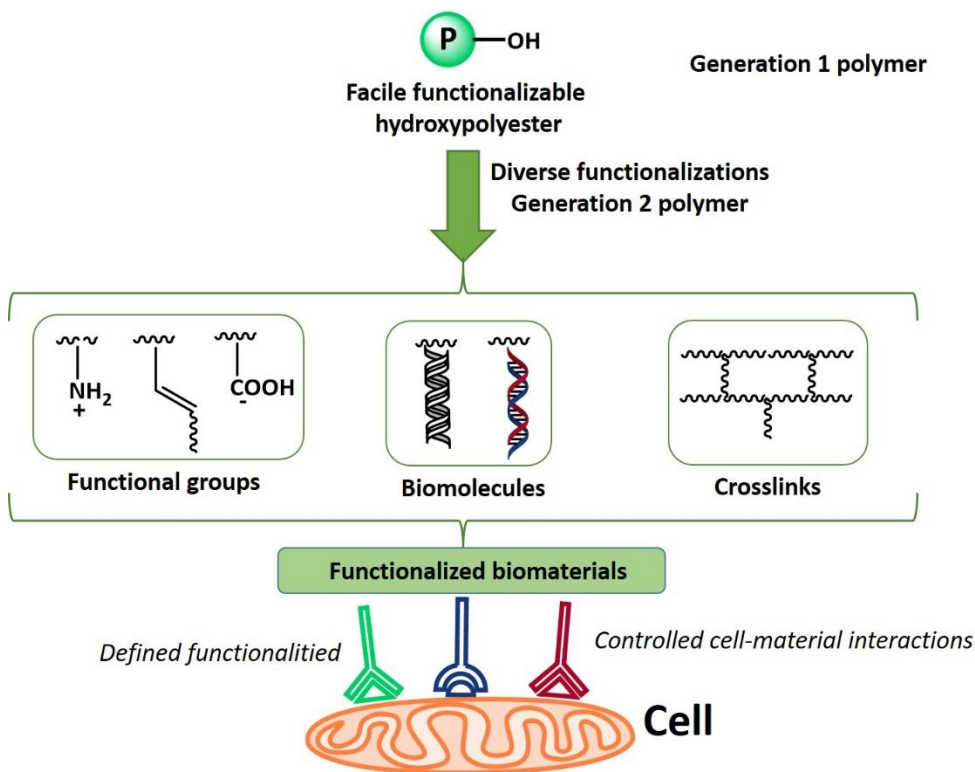 P
OH
Generation 1 polymer
Facile functionalizable
hydroxypolyester
Diverse functionalizations
Generation 2 polymer
NH2
+
COOH
-
Functional groups
Biomolecules
Crosslinks
Functionalized biomaterials
Defined functionalitied
Controlled cell-material interactions
Cell